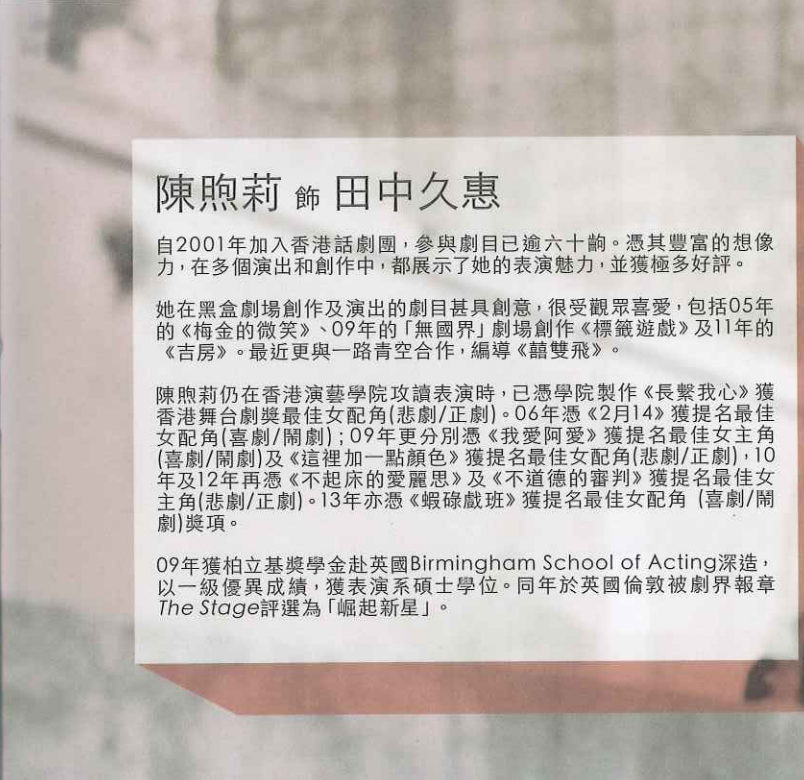 陳煦莉 飾 田中久惠
自2001年加入香港話劇團，參與劇目已逾六十齣。憑其豐富的想像
力，在多個演出和創作中，都展示了她的表演魅力，並獲極多好評。
她在黑盒劇場創作及演出的劇目甚具創意，很受觀眾喜愛，包括05年
的《梅金的微笑》、09年的「無國界」劇場創作《標籤遊戲》及11年的
《吉房》。最近更與一路青空合作，編導《囍雙飛》。
陳煦莉仍在香港演藝學院攻讀表演時，已憑學院製作《長繫我心》獲
香港舞台劇獎最佳女配角(悲劇/正劇)。06年憑《2月14》獲提名最佳
女配角(喜劇/鬧劇)；09年更分別憑《我愛阿愛》獲提名最佳女主角
(喜劇/鬧劇)及《這裡加一點顏色》獲提名最佳女配角(悲劇/正劇)，10
年及12年再憑《不起床的愛麗思》及《不道德的審判》獲提名最佳女
主角(悲劇/正劇)。13年亦憑《蝦碌戲班》獲提名最佳女配角 (喜劇/鬧
劇)獎項。
09年獲柏立基獎學金赴英國Birmingham School of Acting深造，
以一級優異成績，獲表演系碩士學位。同年於英國倫敦被劇界報章
The Stage評選為「崛起新星」。